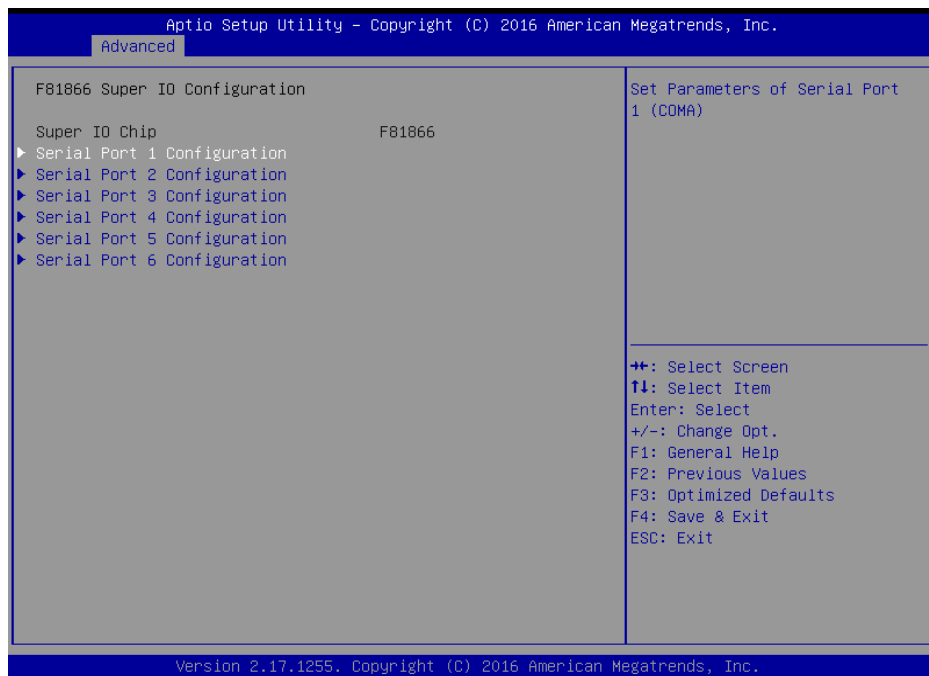 Aptio Setup Utility – Copyright (C) 2016 American Megatrends, Inc.
Advanced
F81866 Super IO Configuration
Super IO Chip F81866
▶ Serial Port 1 Configuration
▶ Serial Port 2 Configuration
▶ Serial Port 3 Configuration
▶ Serial Port 4 Configuration
▶ Serial Port 5 Configuration
▶ Serial Port 6 Configuration
Set Parameters of Serial Port
1 (COMA)
→←: Select Screen
↑↓: Select Item
Enter: Select
+/-: Change Opt.
F1: General Help
F2: Previous Values
F3: Optimized Defaults
F4: Save & Exit
ESC: Exit
Version 2.17.1255. Copyright (C) 2016 American Megatrends, Inc.